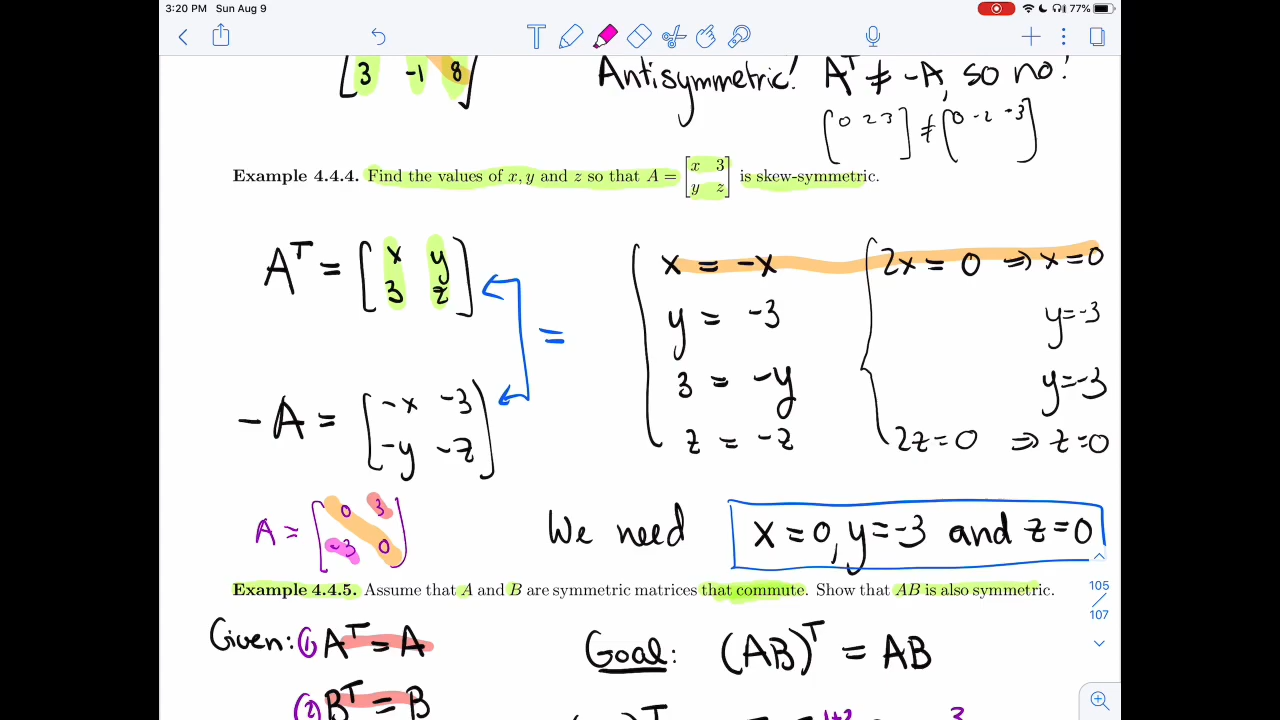 3:20 PM Sun Aug 9 77%
[3 -1 8] Antisymmetric! Aᵀ ≠ -A, so no!
[0 2 3] ≠ [0 -2 -3]
Example 4.4.4. Find the values of x, y and z so that A = [x 3
y z] is skew-symmetric.
Aᵀ = [x y
3 z]
=
-A = [-x -3
-y -z]
x = -x
y = -3
3 = -y
z = -z
2x = 0 ⇒ x=0
y=-3
y=-3
2z=0 ⇒ z=0
A = [0 3
-3 0]
We need x=0, y=-3 and z=0
Example 4.4.5. Assume that A and B are symmetric matrices that commute. Show that AB is also symmetric.
105
/
107
Given: ① Aᵀ = A
② Bᵀ = B
Goal: (AB)ᵀ = AB